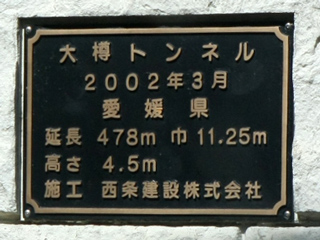 大樽トンネル
2002年3月
愛媛県
延長 478m 巾 11.25m
高さ 4.5m
施工 西条建設株式会社